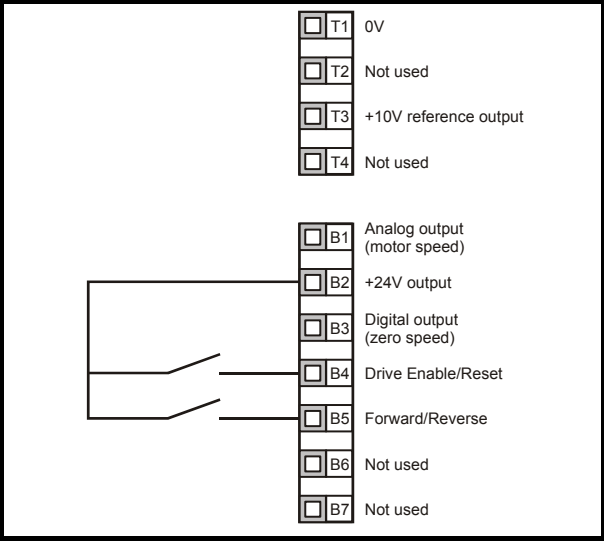 T1 0V
T2 Not used
T3 +10V reference output
T4 Not used
B1 Analog output
(motor speed)
B2 +24V output
B3 Digital output
(zero speed)
B4 Drive Enable/Reset
B5 Forward/Reverse
B6 Not used
B7 Not used